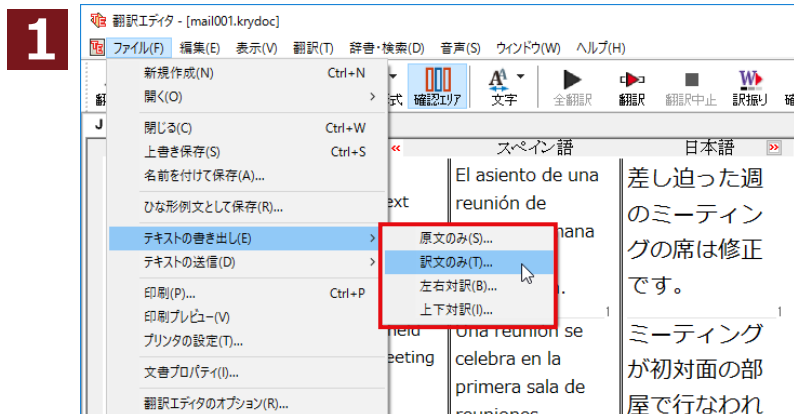 1
翻訳エディタ - [mail001.krydoc]
ファイル(F) 編集(E) 表示(V) 翻訳(T) 辞書・検索(D) 音声(S) ウィンドウ(W) ヘルプ(H)
新規作成(N) Ctrl+N
開く(O) >
閉じる(C) Ctrl+W
上書き保存(S) Ctrl+S
名前を付けて保存(A)...
ひな形例文として保存(R)...
テキストの書き出し(E) >
テキストの送信(D) >
印刷(P)... Ctrl+P
印刷プレビュー(V)
プリンタの設定(T)...
文書プロパティ(I)...
翻訳エディタのオプション(R)...
原文のみ(S)...
訳文のみ(T)...
左右対訳(B)...
上下対訳(I)...
式 確認エリア 文字 全翻訳 翻訳 翻訳中止 訳振り
スペイン語 日本語
El asiento de una
reunión de
差し迫った週
のミーティン
グの席は修正
です。
1 1
eeting
Una reunión se
celebra en la
primera sala de
reuniones
ミーティング
が初対面の部
屋で行なわれ